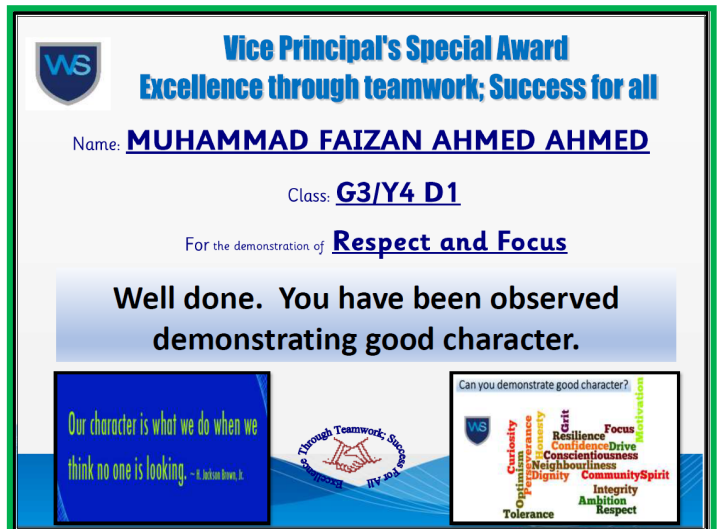 WS
Vice Principal's Special Award
Excellence through teamwork; Success for all
Name: MUHAMMAD FAIZAN AHMED AHMED
Class: G3/Y4 D1
For the demonstration of Respect and Focus
Well done. You have been observed
demonstrating good character.
Our character is what we do when we
think no one is looking. ~ H. Jackson Brown, Jr.
Excellence Through Teamwork; Success For All
Can you demonstrate good character?
WS
Curiosity
Optimism
Perseverance
Honesty
Grit
Motivation
Resilience
Focus
Confidence
Drive
Conscientiousness
Neighbourliness
Dignity
CommunitySpirit
Integrity
Ambition
Tolerance
Respect